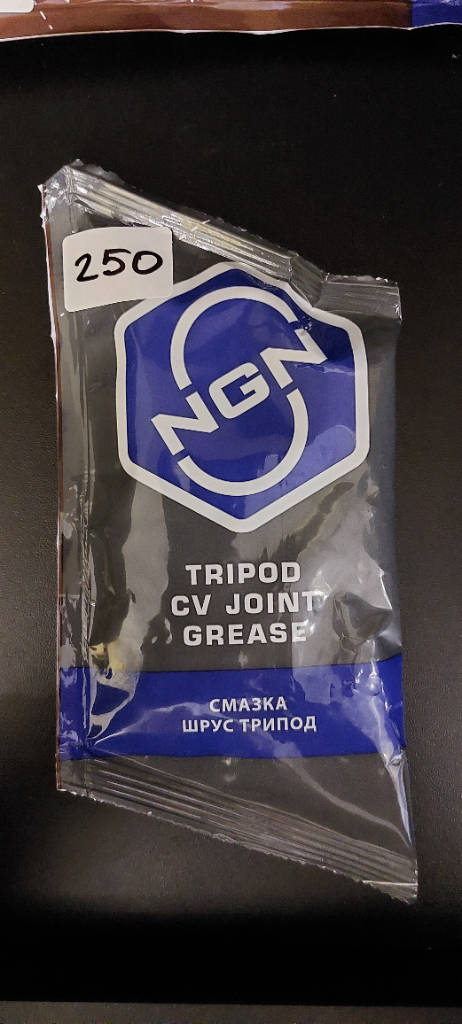 250
NGN
TRIPOD
CV JOINT
GREASE
СМАЗКА
ШРУС ТРИПОД